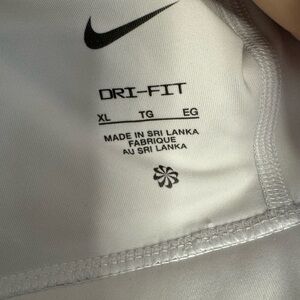 DRI-FIT
XL TG EG
MADE IN SRI LANKA
FABRIQUE
AU SRI LANKA